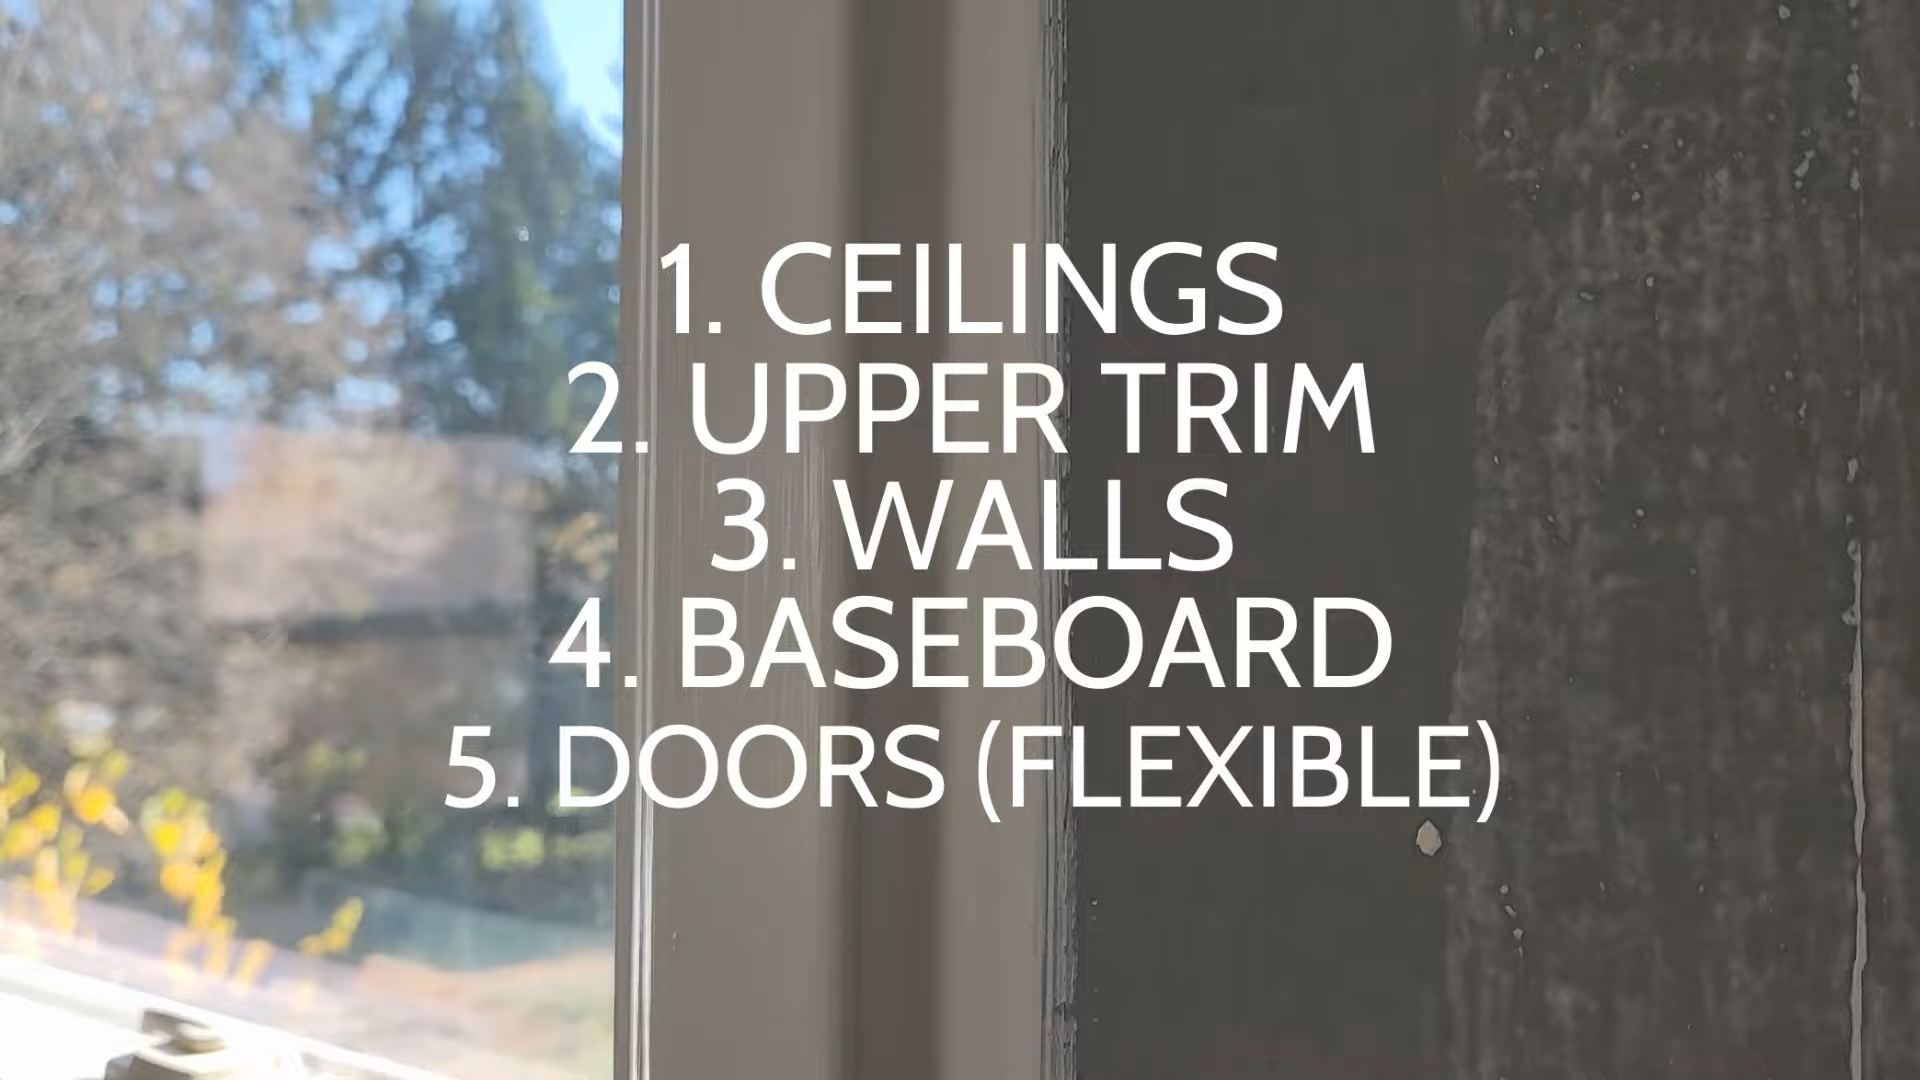 1. CEILINGS
2. UPPER TRIM
3. WALLS
4. BASEBOARD
5. DOORS (FLEXIBLE)